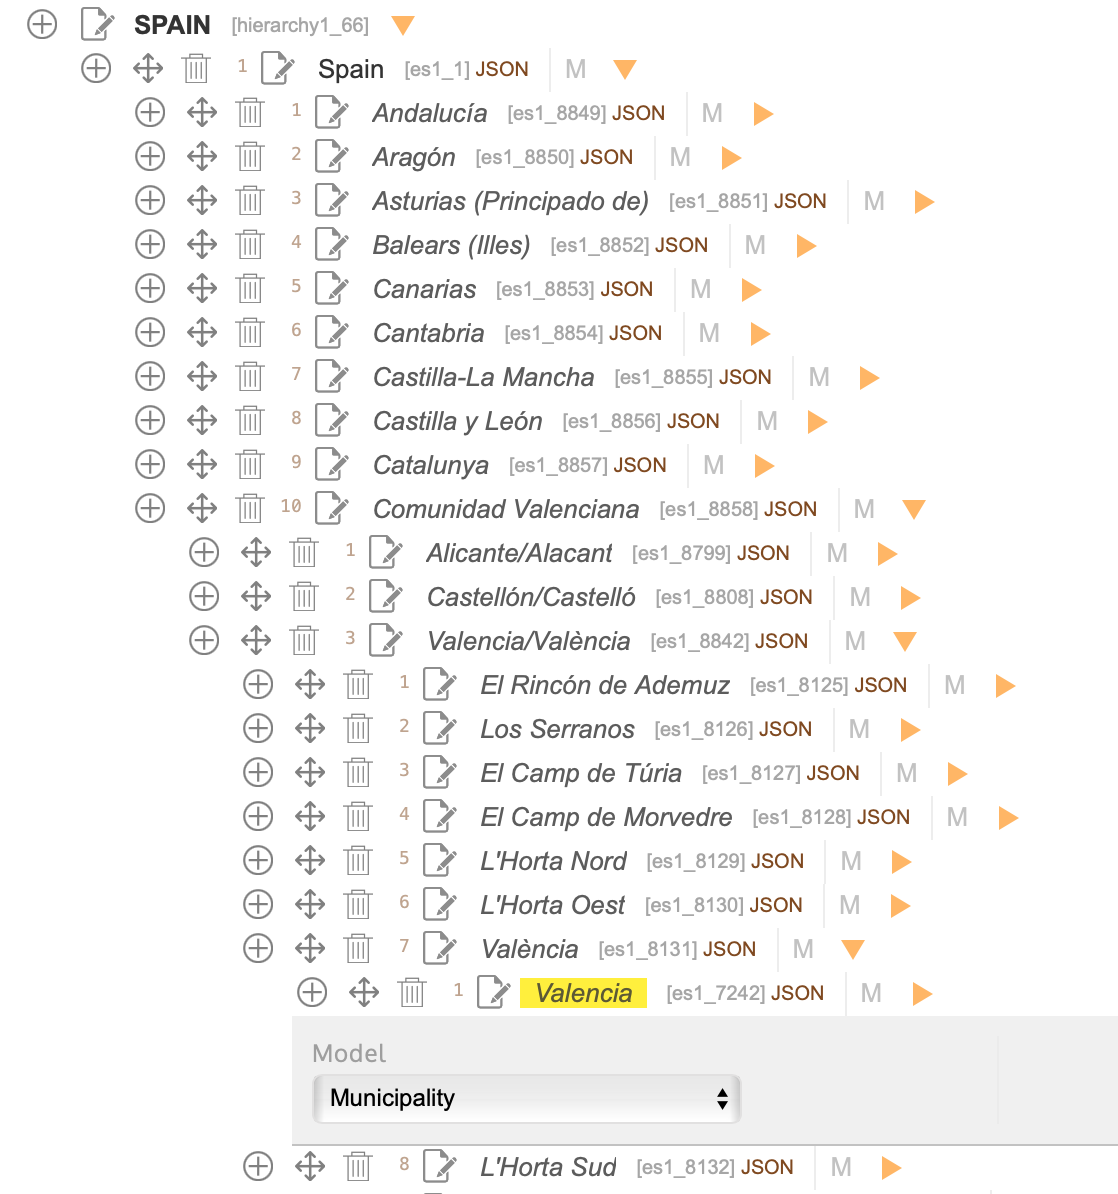 SPAIN [hierarchy1_66]
1 Spain [es1_1] JSON M
1 Andalucía [es1_8849] JSON M
2 Aragón [es1_8850] JSON M
3 Asturias (Principado de) [es1_8851] JSON M
4 Balears (Illes) [es1_8852] JSON M
5 Canarias [es1_8853] JSON M
6 Cantabria [es1_8854] JSON M
7 Castilla-La Mancha [es1_8855] JSON M
8 Castilla y León [es1_8856] JSON M
9 Catalunya [es1_8857] JSON M
10 Comunidad Valenciana [es1_8858] JSON M
1 Alicante/Alacant [es1_8799] JSON M
2 Castellón/Castelló [es1_8808] JSON M
3 Valencia/València [es1_8842] JSON M
1 El Rincón de Ademuz [es1_8125] JSON M
2 Los Serranos [es1_8126] JSON M
3 El Camp de Túria [es1_8127] JSON M
4 El Camp de Morvedre [es1_8128] JSON M
5 L'Horta Nord [es1_8129] JSON M
6 L'Horta Oest [es1_8130] JSON M
7 València [es1_8131] JSON M
1 Valencia [es1_7242] JSON M
Model
Municipality
8 L'Horta Sud [es1_8132] JSON M